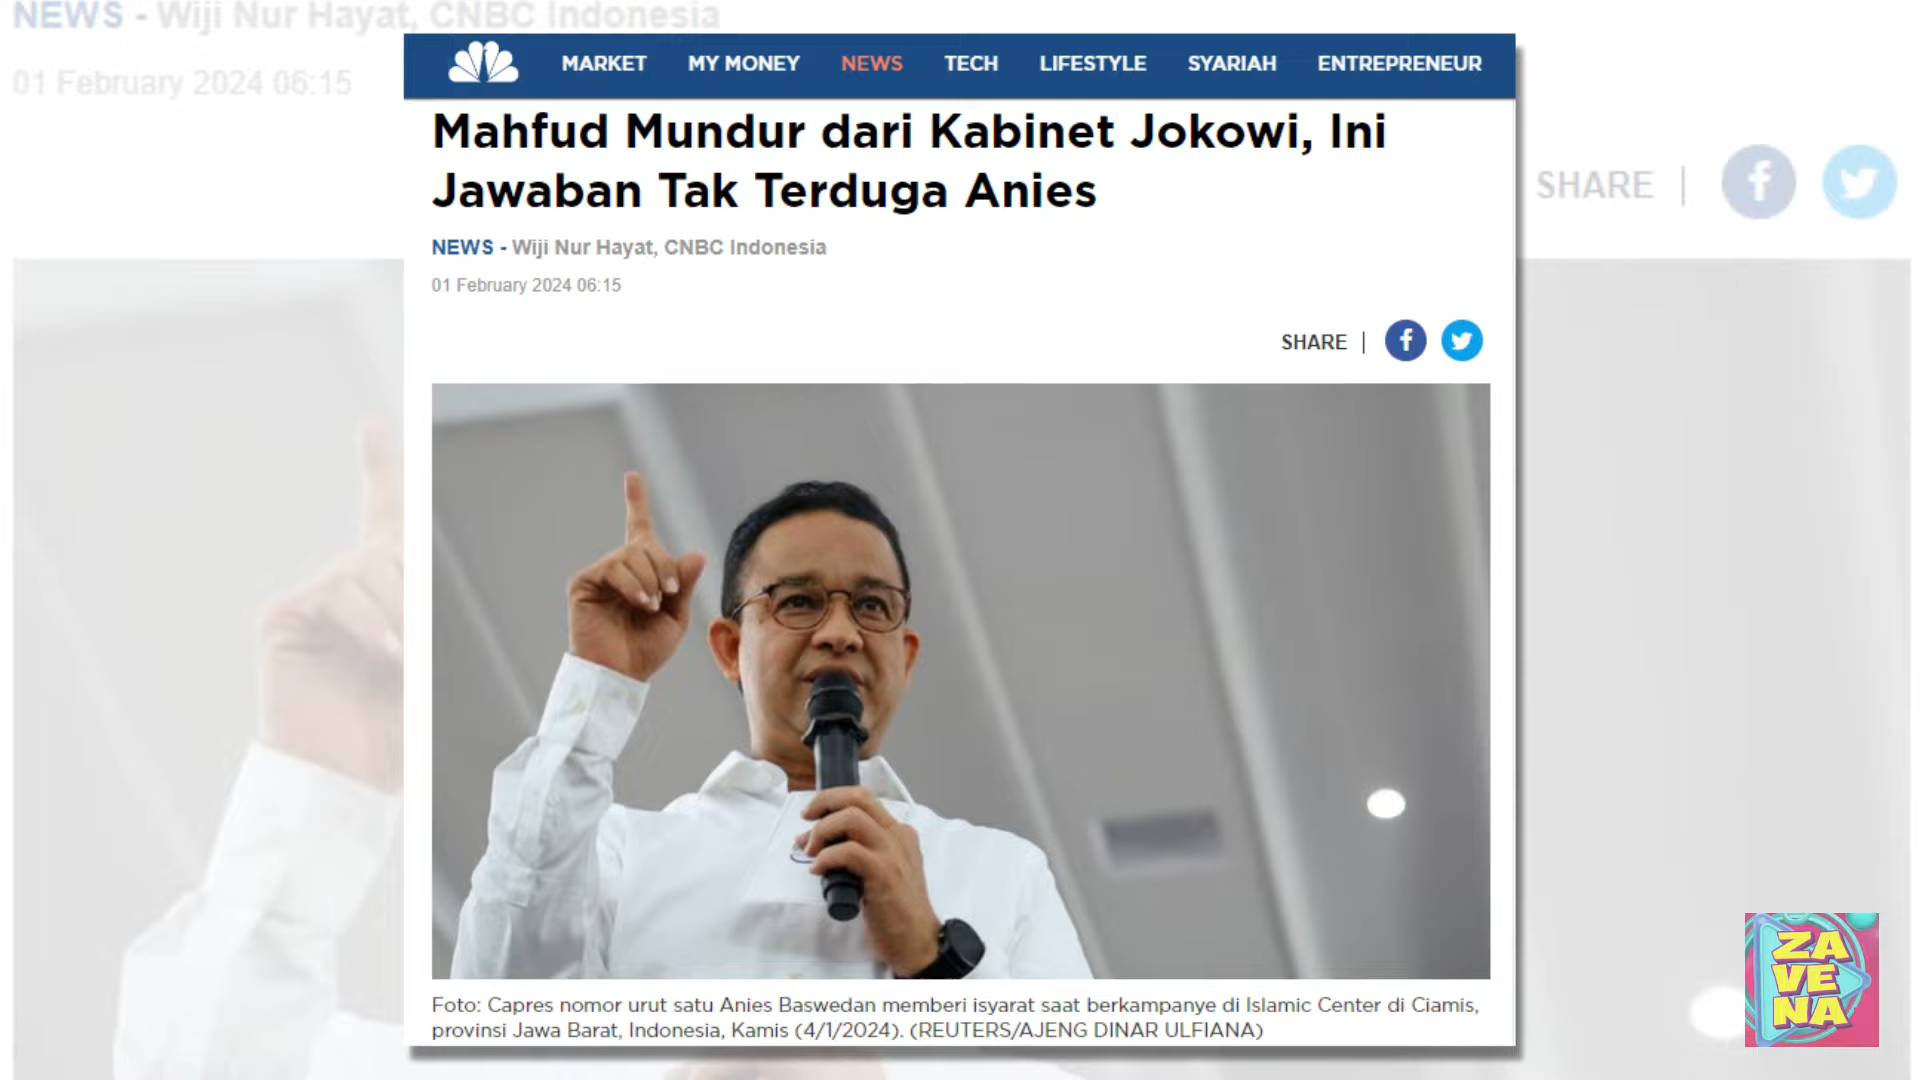 NEWS - Wiji Nur Hayat, CNBC Indonesia
01 February 2024 06:15
MARKET MY MONEY NEWS TECH LIFESTYLE SYARIAH ENTREPRENEUR
Mahfud Mundur dari Kabinet Jokowi, Ini
Jawaban Tak Terduga Anies
NEWS - Wiji Nur Hayat, CNBC Indonesia
01 February 2024 06:15
SHARE |
SHARE |
Foto: Capres nomor urut satu Anies Baswedan memberi isyarat saat berkampanye di Islamic Center di Ciamis,
provinsi Jawa Barat, Indonesia, Kamis (4/1/2024). (REUTERS/AJENG DINAR ULFIANA)
ZA
VE
NA